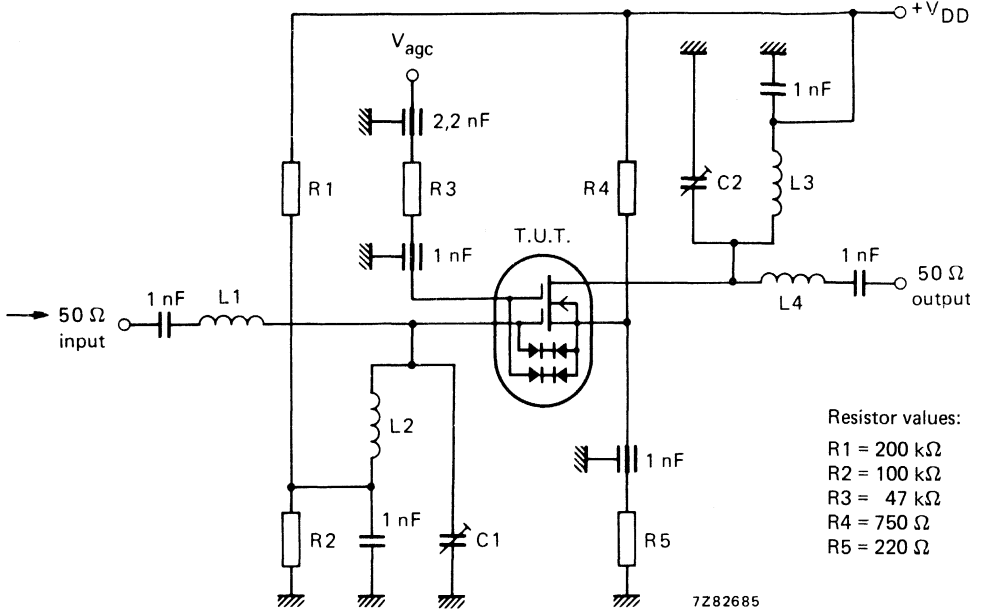 +VDD
Vagc
1 nF
2,2 nF
R1
R3
R4
C2
L3
T.U.T.
1 nF
1 nF
50 Ω
output
1 nF
L1
L4
50 Ω
input
L2
Resistor values:
R1 = 200 kΩ
R2 = 100 kΩ
R3 = 47 kΩ
R4 = 750 Ω
R5 = 220 Ω
1 nF
1 nF
R2
C1
R5
7Z82685